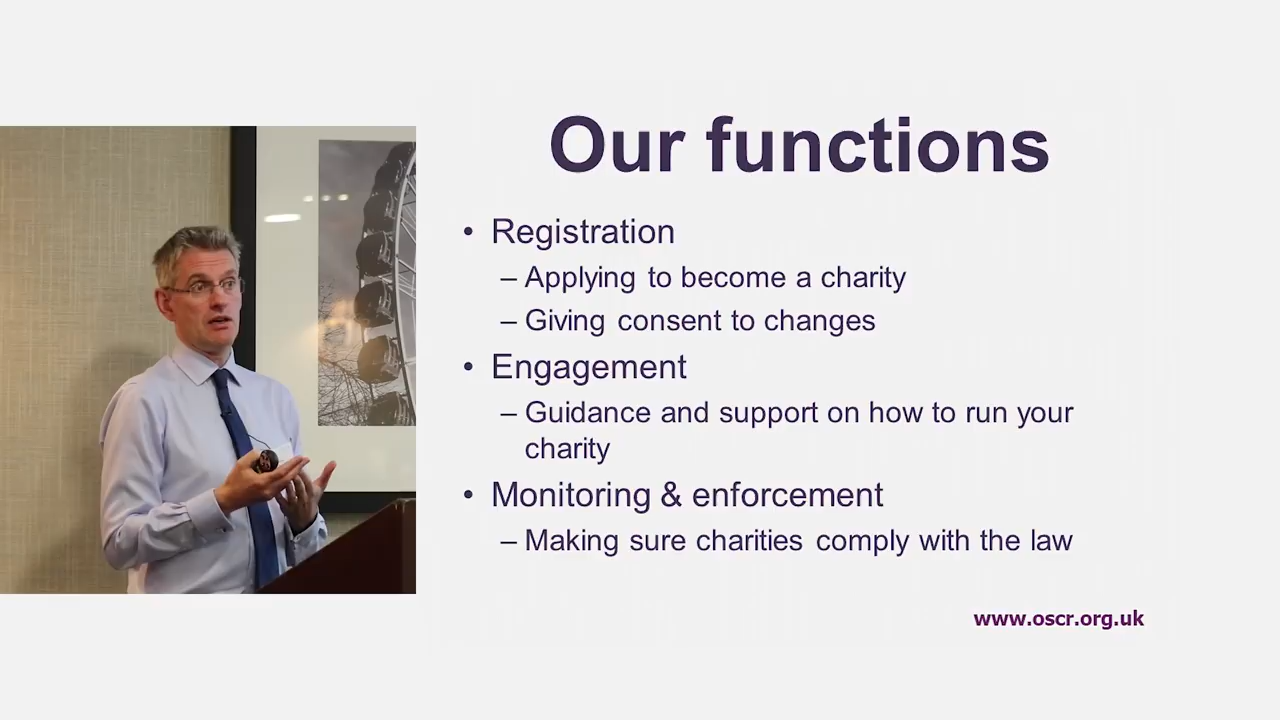 Our functions
• Registration
– Applying to become a charity
– Giving consent to changes
• Engagement
– Guidance and support on how to run your
charity
• Monitoring & enforcement
– Making sure charities comply with the law
www.oscr.org.uk